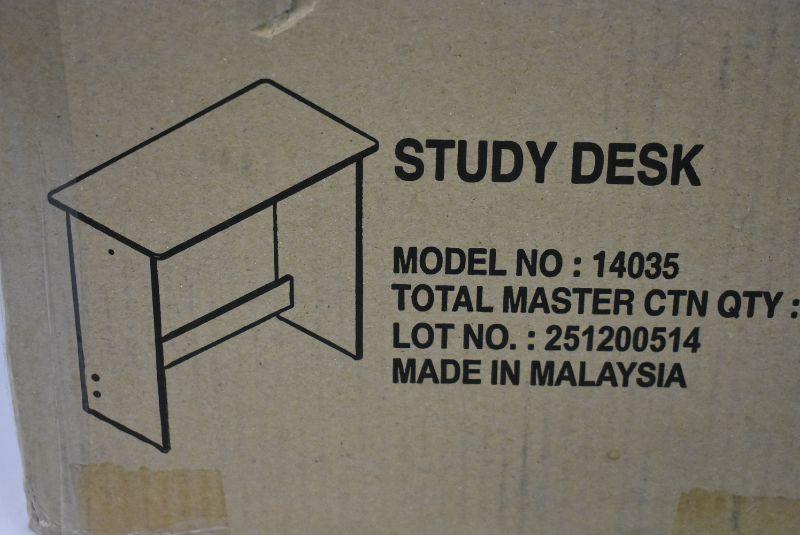 STUDY DESK
MODEL NO : 14035
TOTAL MASTER CTN QTY :
LOT NO. : 251200514
MADE IN MALAYSIA